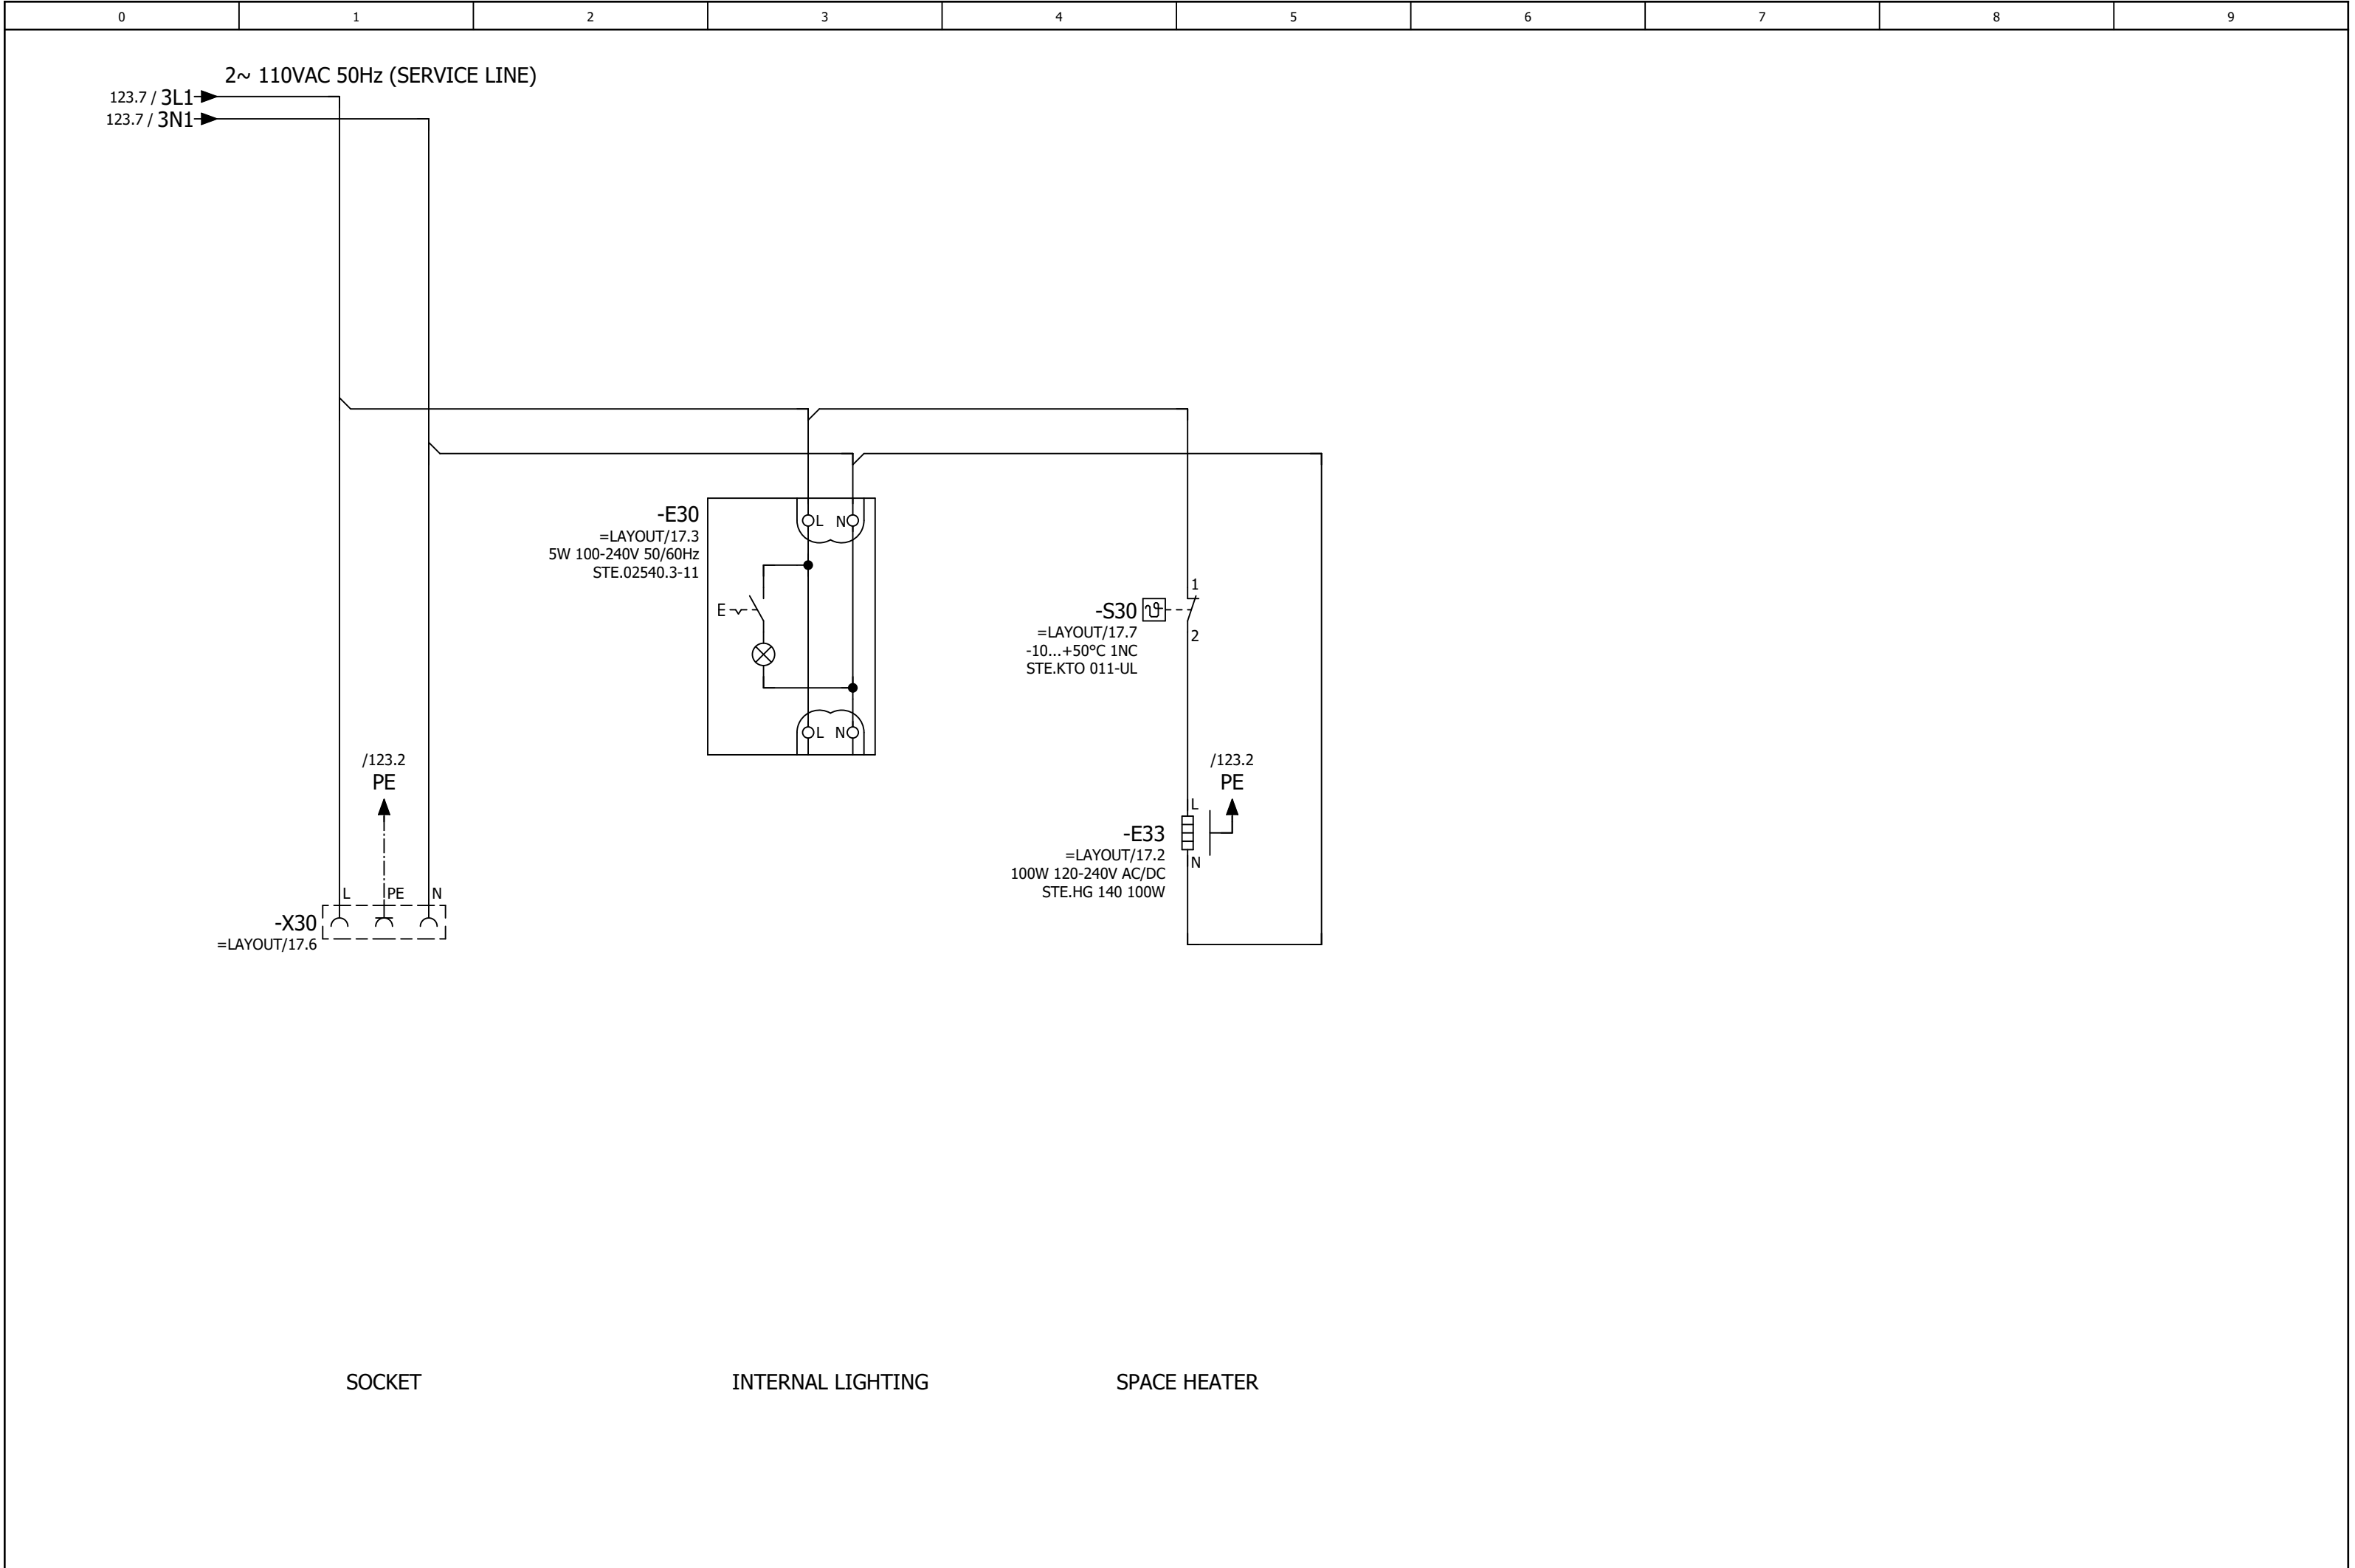 0 1 2 3 4 5 6 7 8 9
2~ 110VAC 50Hz (SERVICE LINE)
123.7 / 3L1
123.7 / 3N1
-E30
=LAYOUT/17.3
5W 100-240V 50/60Hz
STE.02540.3-11
L N
E
L N
-S30
=LAYOUT/17.7
-10...+50°C 1NC
STE.KTO 011-UL
1
2
/123.2
PE
L PE N
-X30
=LAYOUT/17.6
/123.2
PE
L
-E33
=LAYOUT/17.2
100W 120-240V AC/DC
STE.HG 140 100W
N
SOCKET
INTERNAL LIGHTING
SPACE HEATER